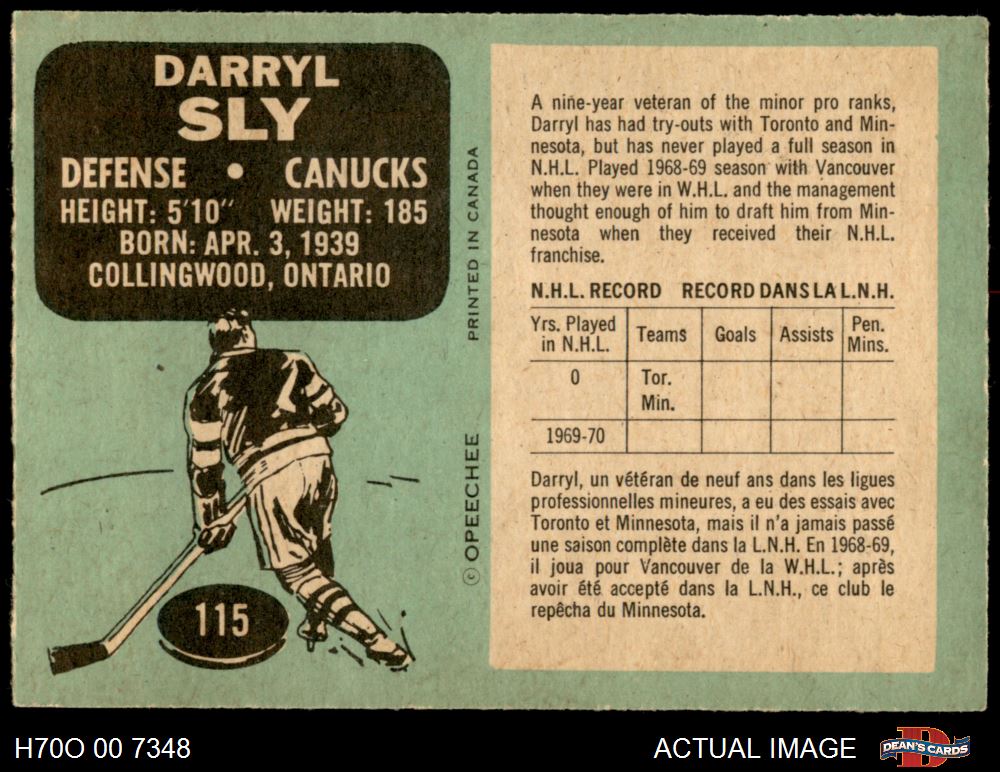 DARRYL
SLY
DEFENSE • CANUCKS
HEIGHT: 5'10" WEIGHT: 185
BORN: APR. 3, 1939
COLLINGWOOD, ONTARIO
115
© OPEECHEE PRINTED IN CANADA
A nine-year veteran of the minor pro ranks,
Darryl has had try-outs with Toronto and Min-
nesota, but has never played a full season in
N.H.L. Played 1968-69 season with Vancouver
when they were in W.H.L. and the management
thought enough of him to draft him from Min-
nesota when they received their N.H.L.
franchise.
N.H.L. RECORD RECORD DANS LA L.N.H.
Yrs. Played
in N.H.L. Teams Goals Assists Pen.
Mins.
0 Tor.
Min.
1969-70
Darryl, un vétéran de neuf ans dans les ligues
professionnelles mineures, a eu des essais avec
Toronto et Minnesota, mais il n'a jamais passé
une saison complète dans la L.N.H. En 1968-69,
il joua pour Vancouver de la W.H.L.; après
avoir été accepté dans la L.N.H., ce club le
repêcha du Minnesota.
H70O 00 7348
ACTUAL IMAGE
DEAN'S CARDS